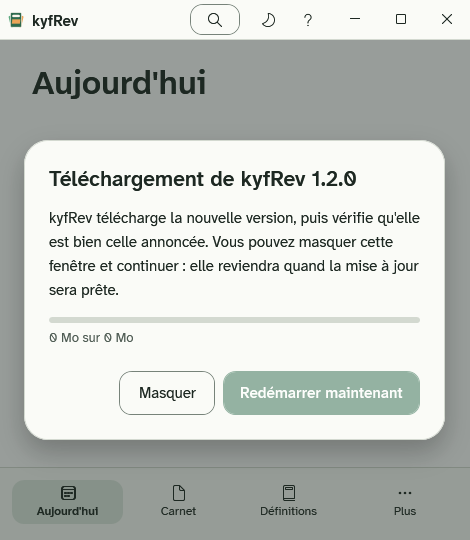 kyfRev
?
Aujourd'hui
Téléchargement de kyfRev 1.2.0
kyfRev télécharge la nouvelle version, puis vérifie qu'elle
est bien celle annoncée. Vous pouvez masquer cette
fenêtre et continuer : elle reviendra quand la mise à jour
sera prête.
0 Mo sur 0 Mo
Masquer
Redémarrer maintenant
Aujourd'hui
Carnet
Définitions
Plus